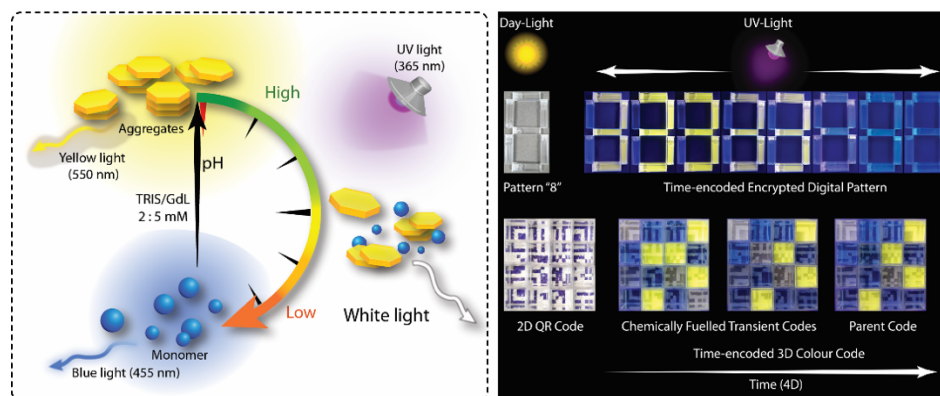 UV light
(365 nm)
High
Aggregates
Yellow light
(550 nm)
pH
TRIS/GdL
2 : 5 mM
Low
White light
Monomer
Blue light (455 nm)
Day-Light
UV-Light
Pattern “8”
Time-encoded Encrypted Digital Pattern
2D QR Code
Chemically Fuelled Transient Codes
Parent Code
Time-encoded 3D Colour Code
Time (4D)